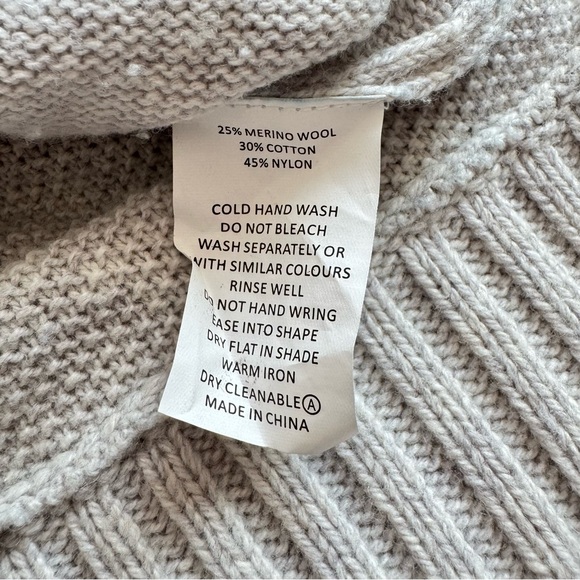 25% MERINO WOOL
30% COTTON
45% NYLON
COLD HAND WASH
DO NOT BLEACH
WASH SEPARATELY OR
WITH SIMILAR COLOURS
RINSE WELL
DO NOT HAND WRING
EASE INTO SHAPE
DRY FLAT IN SHADE
WARM IRON
DRY CLEANABLE Ⓐ
MADE IN CHINA